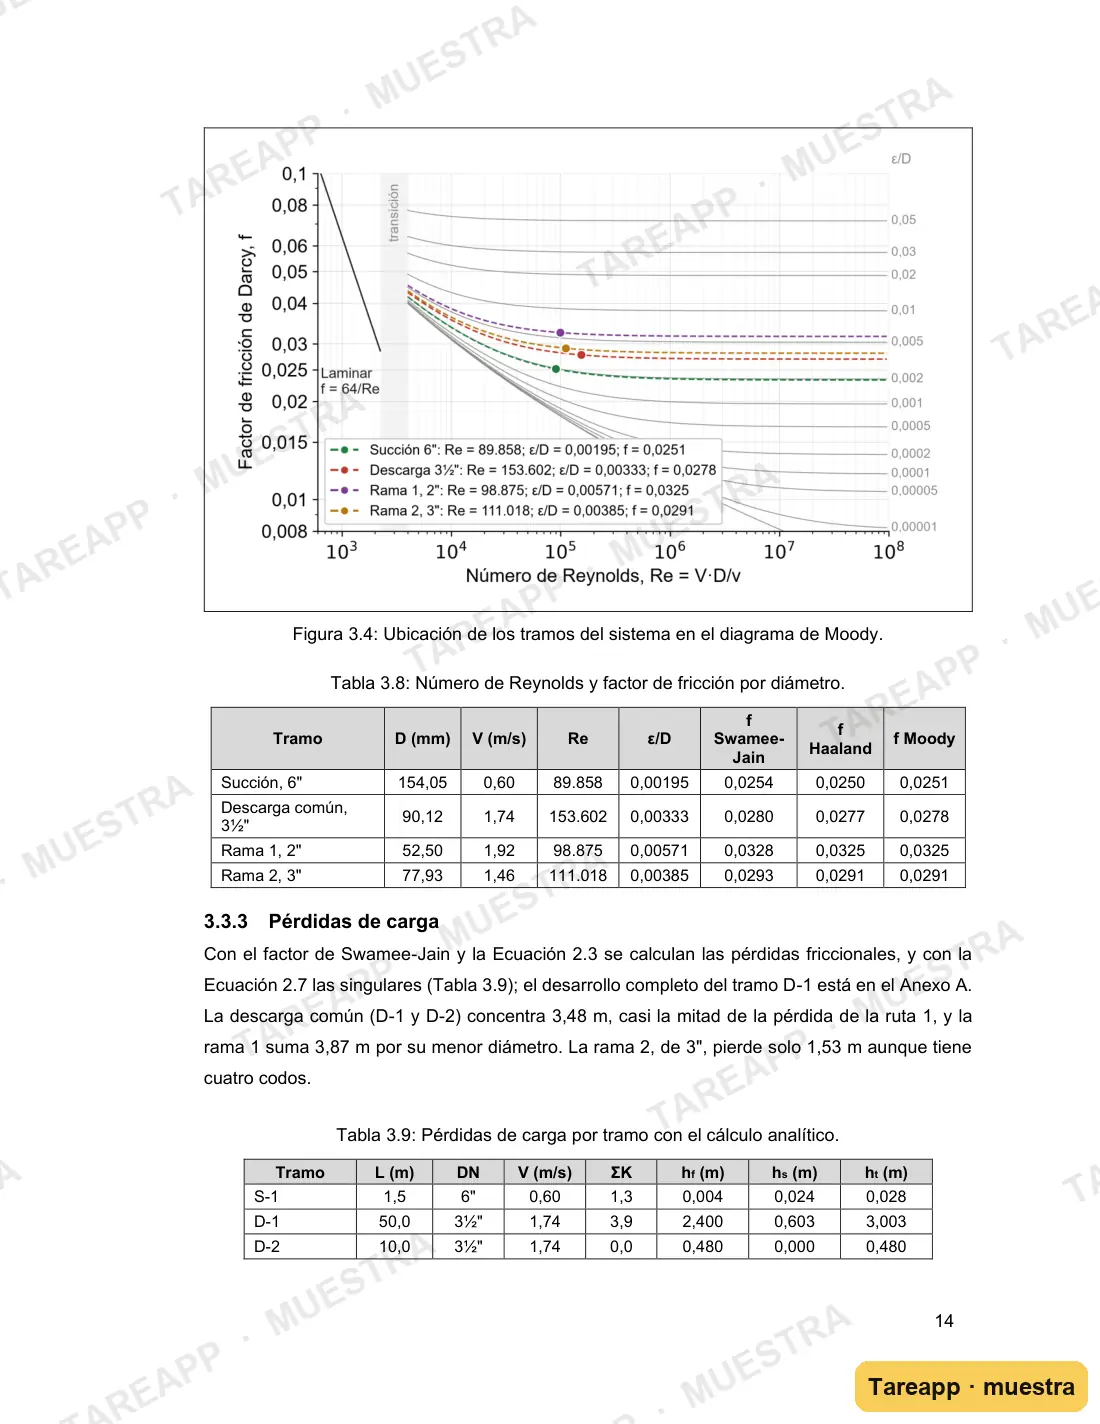 TAREAPP · MUESTRA
ε/D
0,1
0,08
0,06
0,05
0,04
0,03
0,025
0,02
0,015
0,01
0,008
Factor de fricción de Darcy, f
transición
Laminar
f = 64/Re
0,05
0,03
0,02
0,01
0,005
0,002
0,001
0,0005
0,0002
0,0001
0,00005
0,00001
Succión 6": Re = 89.858; ε/D = 0,00195; f = 0,0251
Descarga 3½": Re = 153.602; ε/D = 0,00333; f = 0,0278
Rama 1, 2": Re = 98.875; ε/D = 0,00571; f = 0,0325
Rama 2, 3": Re = 111.018; ε/D = 0,00385; f = 0,0291
10³ 10⁴ 10⁵ 10⁶ 10⁷ 10⁸
Número de Reynolds, Re = V·D/ν
Figura 3.4: Ubicación de los tramos del sistema en el diagrama de Moody.
Tabla 3.8: Número de Reynolds y factor de fricción por diámetro.
Tramo D (mm) V (m/s) Re ε/D f Swamee-Jain f Haaland f Moody
Succión, 6" 154,05 0,60 89.858 0,00195 0,0254 0,0250 0,0251
Descarga común, 3½" 90,12 1,74 153.602 0,00333 0,0280 0,0277 0,0278
Rama 1, 2" 52,50 1,92 98.875 0,00571 0,0328 0,0325 0,0325
Rama 2, 3" 77,93 1,46 111.018 0,00385 0,0293 0,0291 0,0291
3.3.3 Pérdidas de carga
Con el factor de Swamee-Jain y la Ecuación 2.3 se calculan las pérdidas friccionales, y con la
Ecuación 2.7 las singulares (Tabla 3.9); el desarrollo completo del tramo D-1 está en el Anexo A.
La descarga común (D-1 y D-2) concentra 3,48 m, casi la mitad de la pérdida de la ruta 1, y la
rama 1 suma 3,87 m por su menor diámetro. La rama 2, de 3", pierde solo 1,53 m aunque tiene
cuatro codos.
Tabla 3.9: Pérdidas de carga por tramo con el cálculo analítico.
Tramo L (m) DN V (m/s) ΣK hf (m) hs (m) ht (m)
S-1 1,5 6" 0,60 1,3 0,004 0,024 0,028
D-1 50,0 3½" 1,74 3,9 2,400 0,603 3,003
D-2 10,0 3½" 1,74 0,0 0,480 0,000 0,480
14
Tareapp · muestra